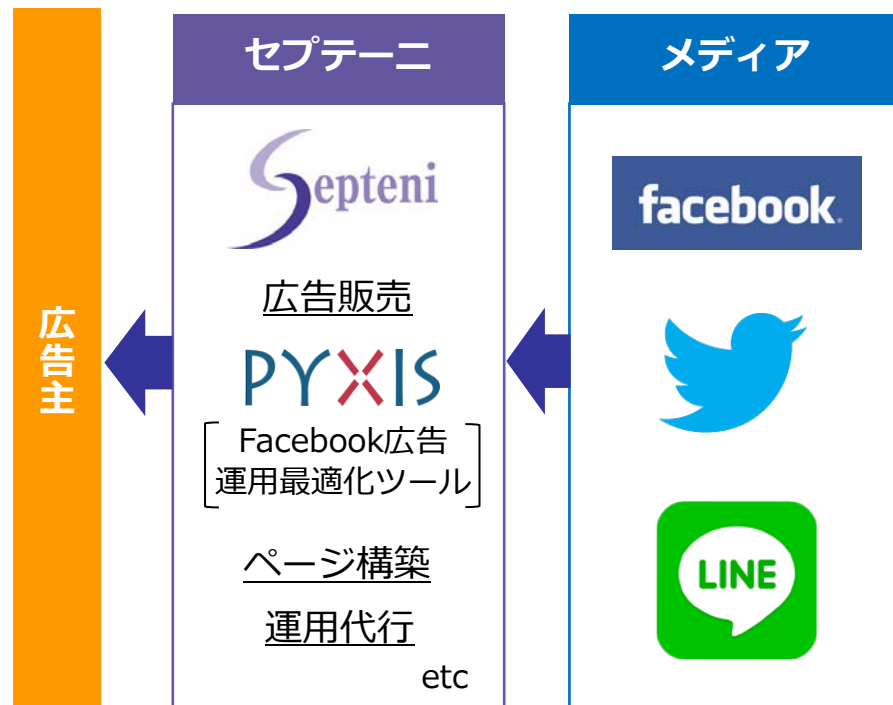 広告主
セプテーニ
Septeni
広告販売
PYXIS
Facebook広告
運用最適化ツール
ページ構築
運用代行
etc
メディア
facebook
LINE